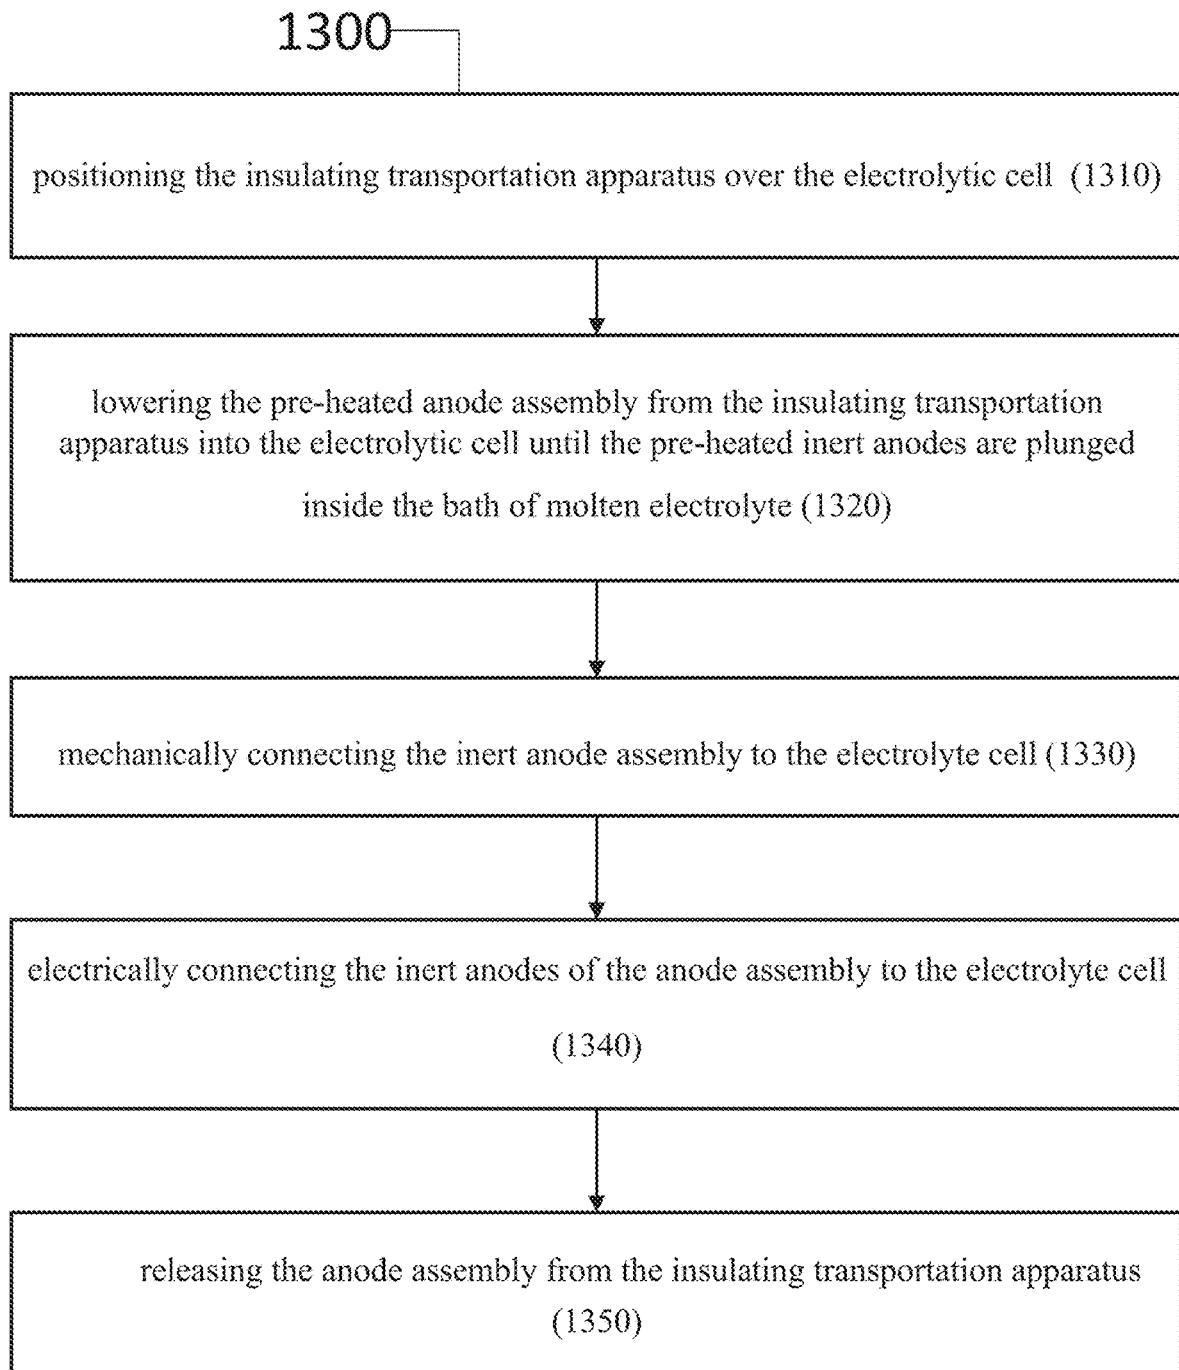 1300
positioning the insulating transportation apparatus over the electrolytic cell (1310)
lowering the pre-heated anode assembly from the insulating transportation
apparatus into the electrolytic cell until the pre-heated inert anodes are plunged
inside the bath of molten electrolyte (1320)
mechanically connecting the inert anode assembly to the electrolyte cell (1330)
electrically connecting the inert anodes of the anode assembly to the electrolyte cell
(1340)
releasing the anode assembly from the insulating transportation apparatus
(1350)